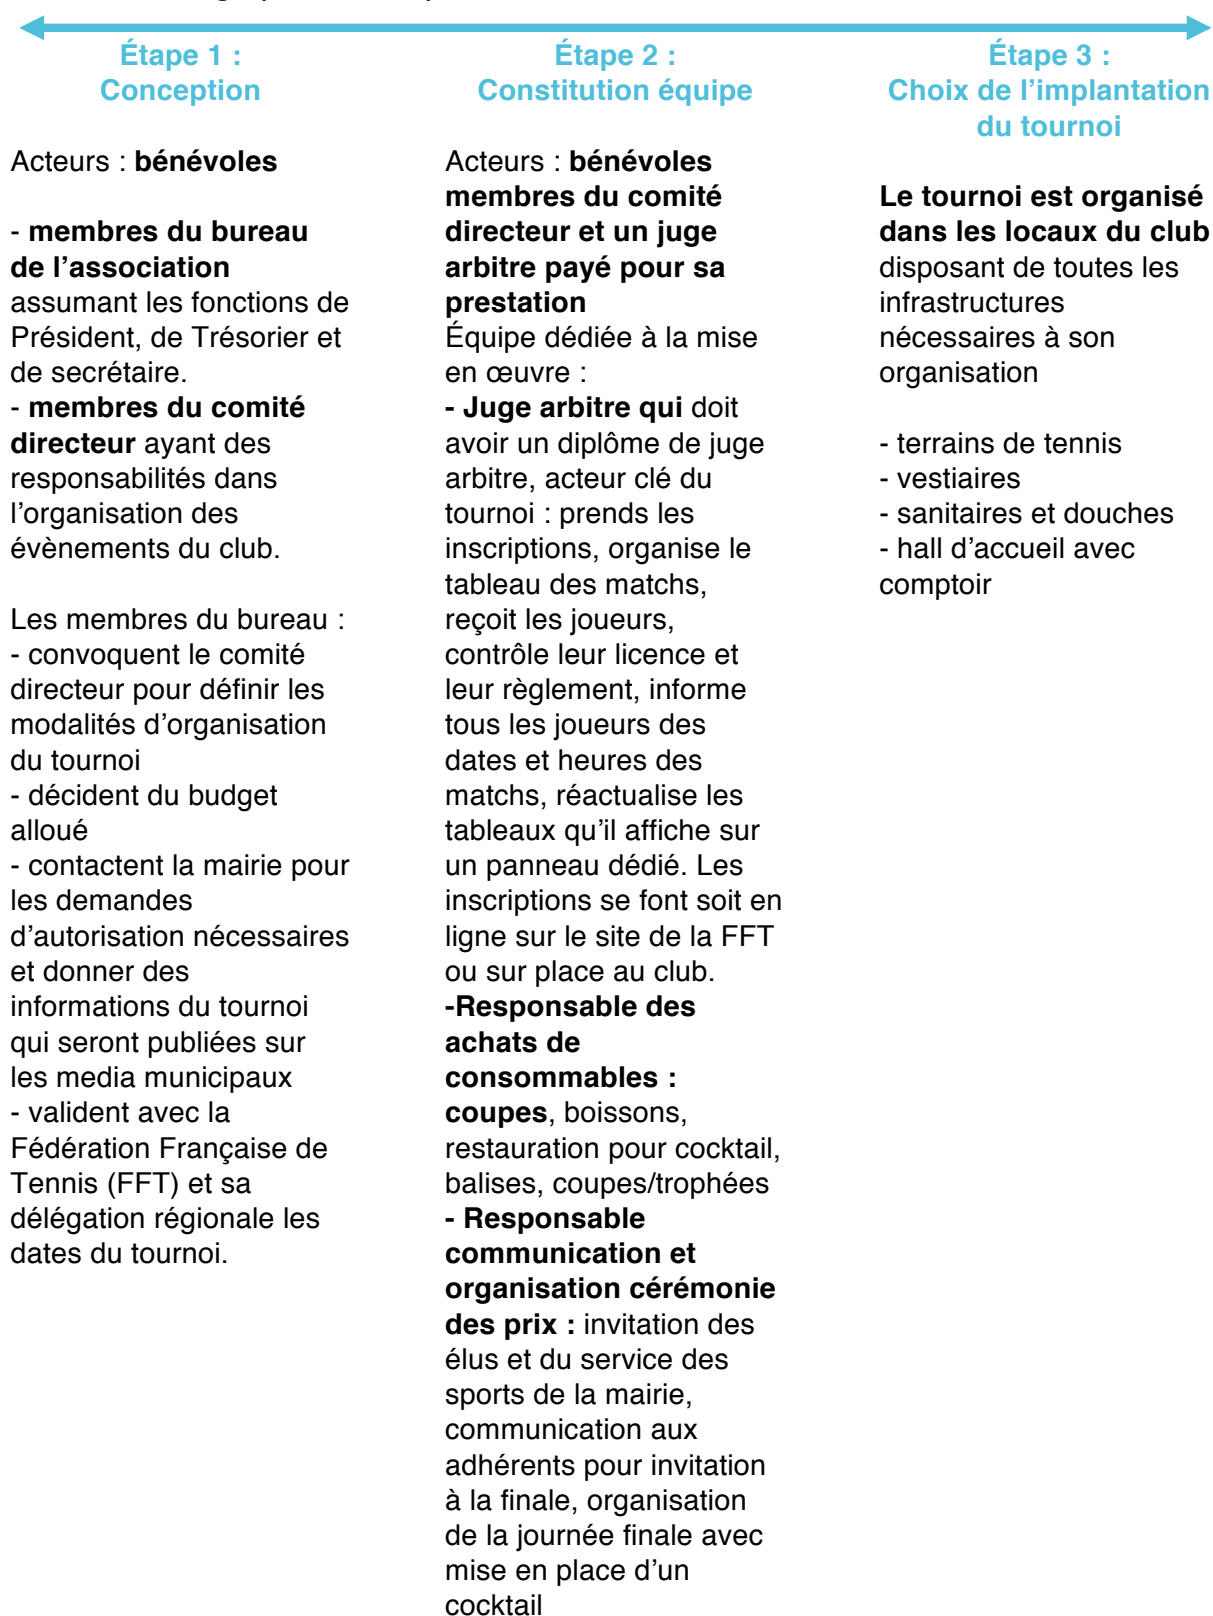 Étape 1 :
Conception
Acteurs : bénévoles
- membres du bureau
de l’association
assumant les fonctions de
Président, de Trésorier et
de secrétaire.
- membres du comité
directeur ayant des
responsabilités dans
l’organisation des
évènements du club.
Les membres du bureau :
- convoquent le comité
directeur pour définir les
modalités d’organisation
du tournoi
- décident du budget
alloué
- contactent la mairie pour
les demandes
d’autorisation nécessaires
et donner des
informations du tournoi
qui seront publiées sur
les media municipaux
- valident avec la
Fédération Française de
Tennis (FFT) et sa
délégation régionale les
dates du tournoi.
Étape 2 :
Constitution équipe
Acteurs : bénévoles
membres du comité
directeur et un juge
arbitre payé pour sa
prestation
Équipe dédiée à la mise
en œuvre :
- Juge arbitre qui doit
avoir un diplôme de juge
arbitre, acteur clé du
tournoi : prends les
inscriptions, organise le
tableau des matchs,
reçoit les joueurs,
contrôle leur licence et
leur règlement, informe
tous les joueurs des
dates et heures des
matchs, réactualise les
tableaux qu’il affiche sur
un panneau dédié. Les
inscriptions se font soit en
ligne sur le site de la FFT
ou sur place au club.
-Responsable des
achats de
consommables :
coupes, boissons,
restauration pour cocktail,
balises, coupes/trophées
- Responsable
communication et
organisation cérémonie
des prix : invitation des
élus et du service des
sports de la mairie,
communication aux
adhérents pour invitation
à la finale, organisation
de la journée finale avec
mise en place d’un
cocktail
Étape 3 :
Choix de l’implantation
du tournoi
Le tournoi est organisé
dans les locaux du club
disposant de toutes les
infrastructures
nécessaires à son
organisation
- terrains de tennis
- vestiaires
- sanitaires et douches
- hall d’accueil avec
comptoir